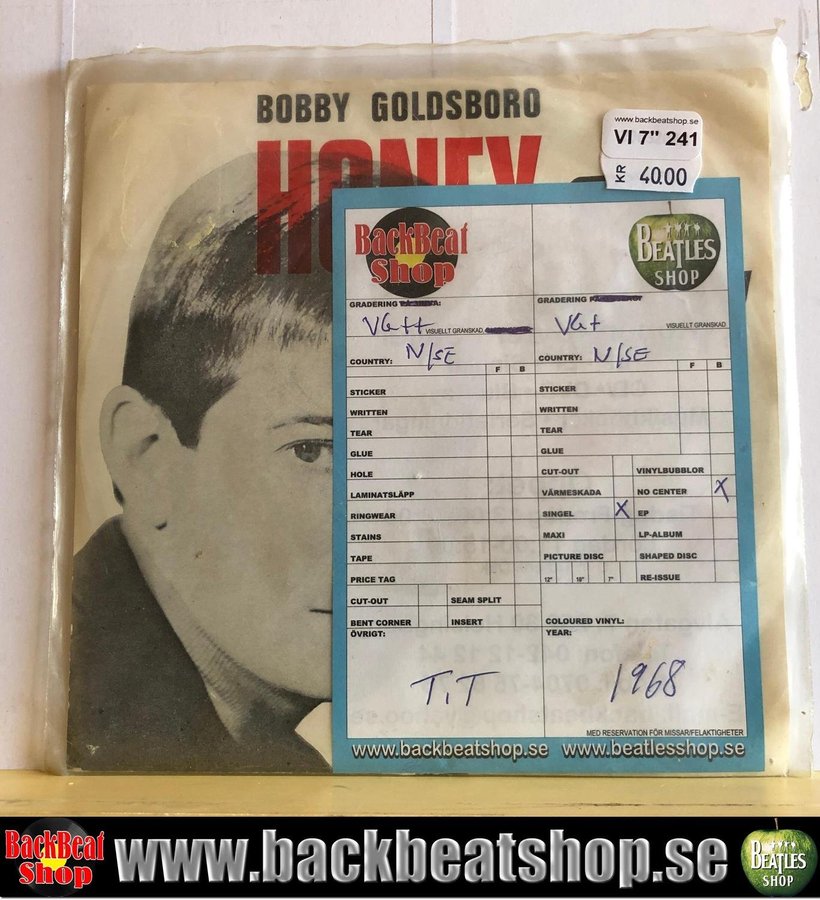 BOBBY GOLDSBORO
HONEY
www.backbeatshop.se
VI 7" 241
KR 40.00
BackBeat
Shop
BEATLES
SHOP
GRADERING
VG++ VISUELLT GRANSKAD,
COUNTRY: N/SE
F B
STICKER
WRITTEN
TEAR
GLUE
HOLE
LAMINATSLÄPP
RINGWEAR
STAINS
TAPE
PRICE TAG
CUT-OUT SEAM SPLIT
BENT CORNER INSERT
ÖVRIGT:
T.T
GRADERING
VG+ VISUELLT GRANSKAD
COUNTRY: N/SE
F B
STICKER
WRITTEN
TEAR
GLUE
CUT-OUT VINYLBUBBLOR
VÄRMESKADA NO CENTER X
SINGEL X EP
MAXI LP-ALBUM
PICTURE DISC SHAPED DISC
12" 10" 7" RE-ISSUE
COLOURED VINYL:
YEAR:
1968
MED RESERVATION FÖR MISSAR/FELAKTIGHETER
www.backbeatshop.se www.beatlesshop.se
BackBeat
Shop
www.backbeatshop.se
BEATLES
SHOP